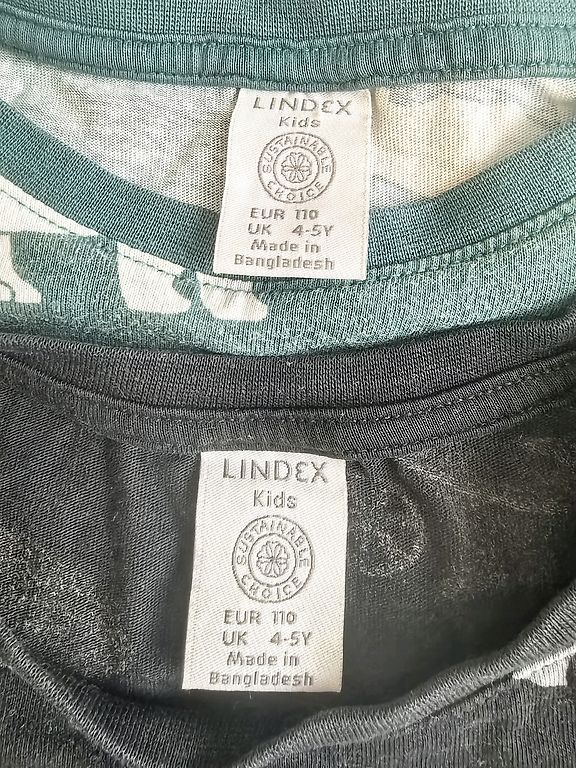 LINDEX
Kids
SUSTAINABLE
CHOICE
EUR 110
UK 4-5Y
Made in
Bangladesh
LINDEX
Kids
SUSTAINABLE
CHOICE
EUR 110
UK 4-5Y
Made in
Bangladesh